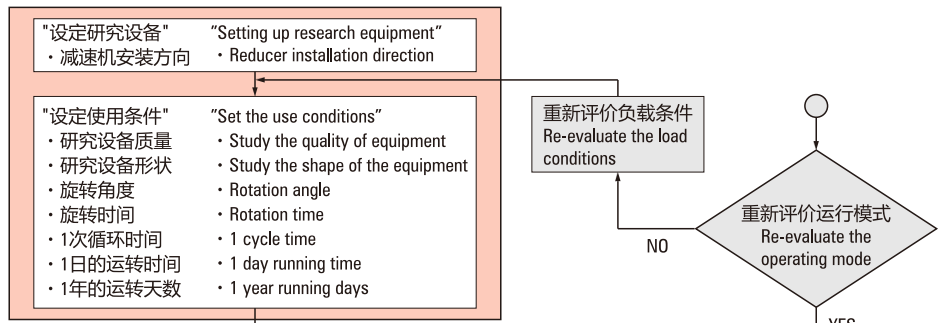 "设定研究设备" "Setting up research equipment"
・减速机安装方向 ・Reducer installation direction
"设定使用条件" "Set the use conditions"
・研究设备质量 ・Study the quality of equipment
・研究设备形状 ・Study the shape of the equipment
・旋转角度 ・Rotation angle
・旋转时间 ・Rotation time
・1次循环时间 ・1 cycle time
・1日的运转时间 ・1 day running time
・1年的运转天数 ・1 year running days
重新评价负载条件
Re-evaluate the load
conditions
重新评价运行模式
Re-evaluate the
operating mode
NO
YES